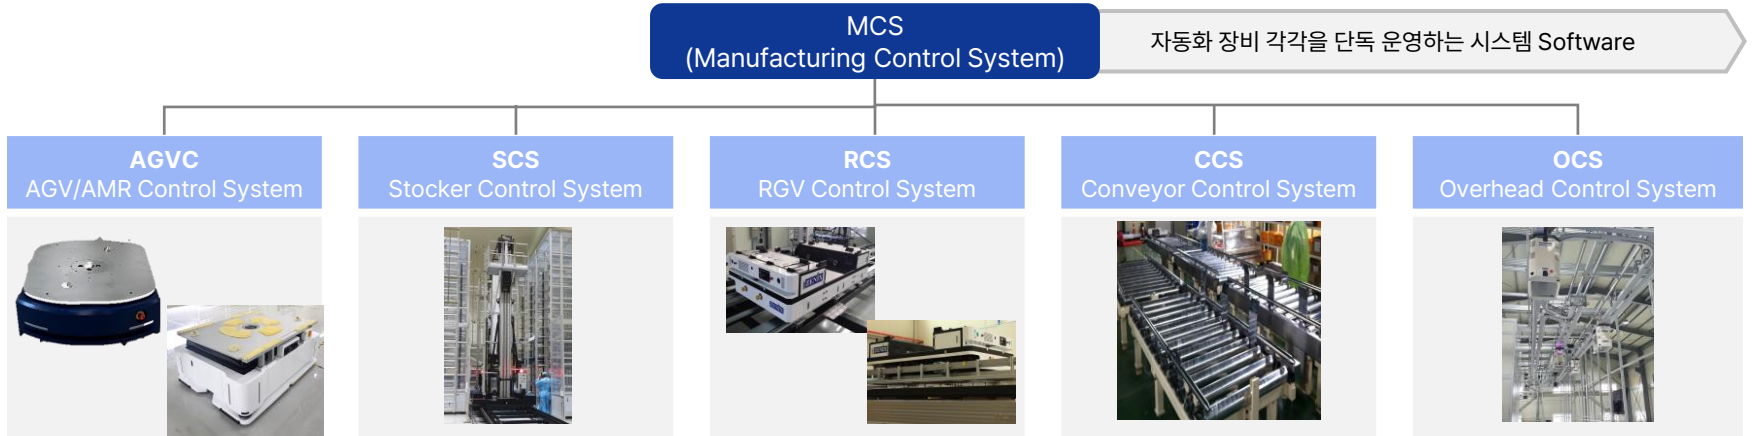 MCS
(Manufacturing Control System)
자동화 장비 각각을 단독 운영하는 시스템 Software
AGVC
AGV/AMR Control System
SCS
Stocker Control System
RCS
RGV Control System
CCS
Conveyor Control System
OCS
Overhead Control System